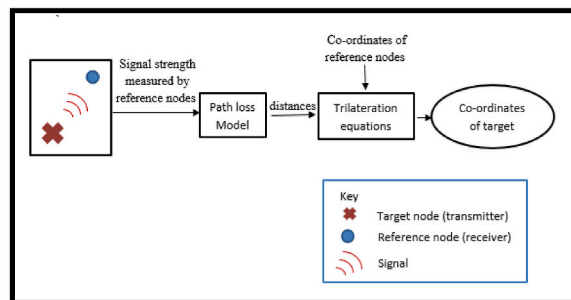 Signal strength
measured by
reference nodes
Path loss
Model
distances
Co-ordinates of
reference nodes
Trilateration
equations
Co-ordinates
of target
Key
Target node (transmitter)
Reference node (receiver)
Signal